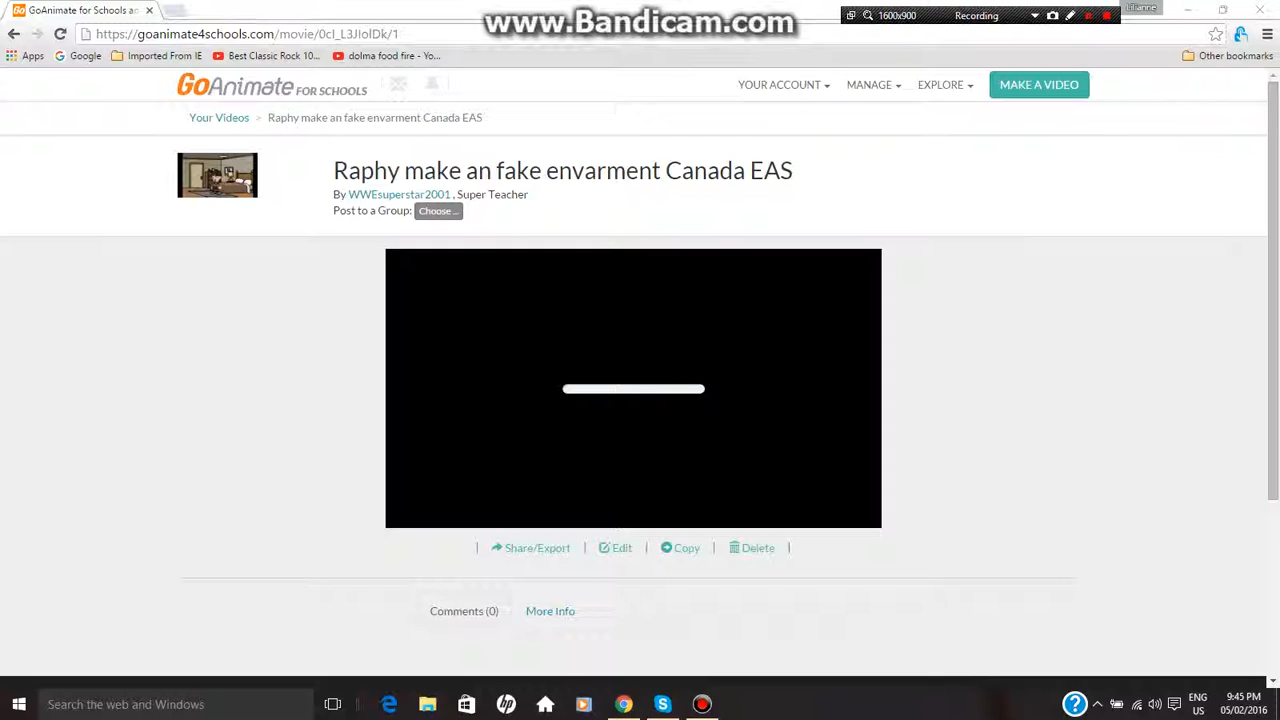 GoAnimate for Schools an
www.Bandicam.com
1600x900
Recording
https://goanimate4schools.com/movie/0cI_L3JIoIDk/1
Apps
Google
Imported From IE
Best Classic Rock 10...
dolma food fire - Yo...
Other bookmarks
GoAnimate FOR SCHOOLS
YOUR ACCOUNT
MANAGE
EXPLORE
MAKE A VIDEO
Your Videos > Raphy make an fake envarment Canada EAS
Raphy make an fake envarment Canada EAS
By WWEsuperstar2001 , Super Teacher
Post to a Group: Choose ...
| Share/Export | Edit | Copy | Delete |
Comments (0) More Info
Search the web and Windows
ENG 9:45 PM
US 05/02/2016